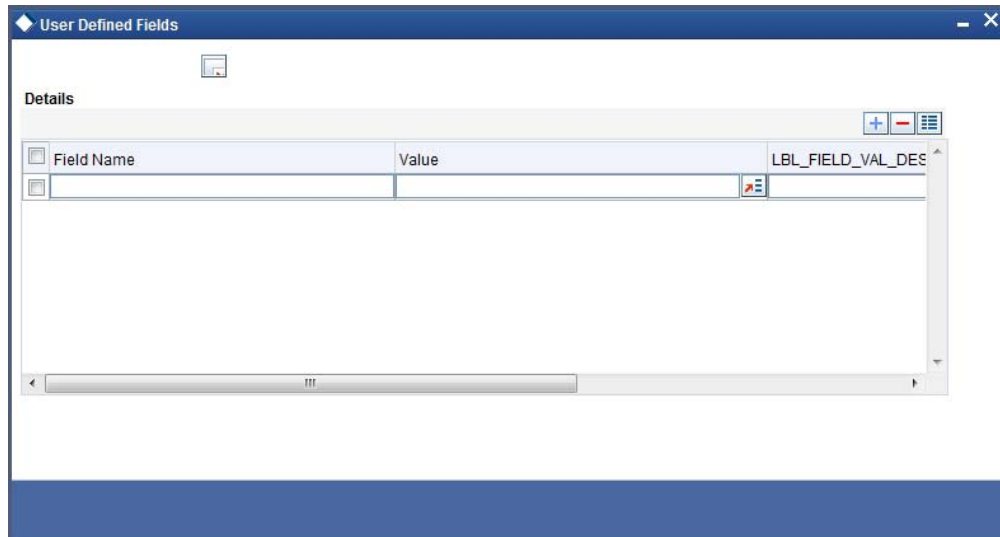 User Defined Fields
Details
Field Name Value LBL_FIELD_VAL_DES